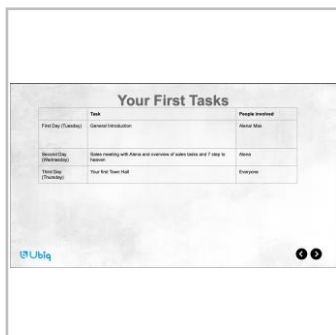 Your First Tasks
Task
People involved
First Day (Tuesday)
General Introduction
Alena/ Max
Second Day
(Wednesday)
Sales meeting with Alena and overview of sales tasks and 7 step to
heaven
Alena
Third Day
(Thursday)
Your first Town Hall
Everyone
Ubiq